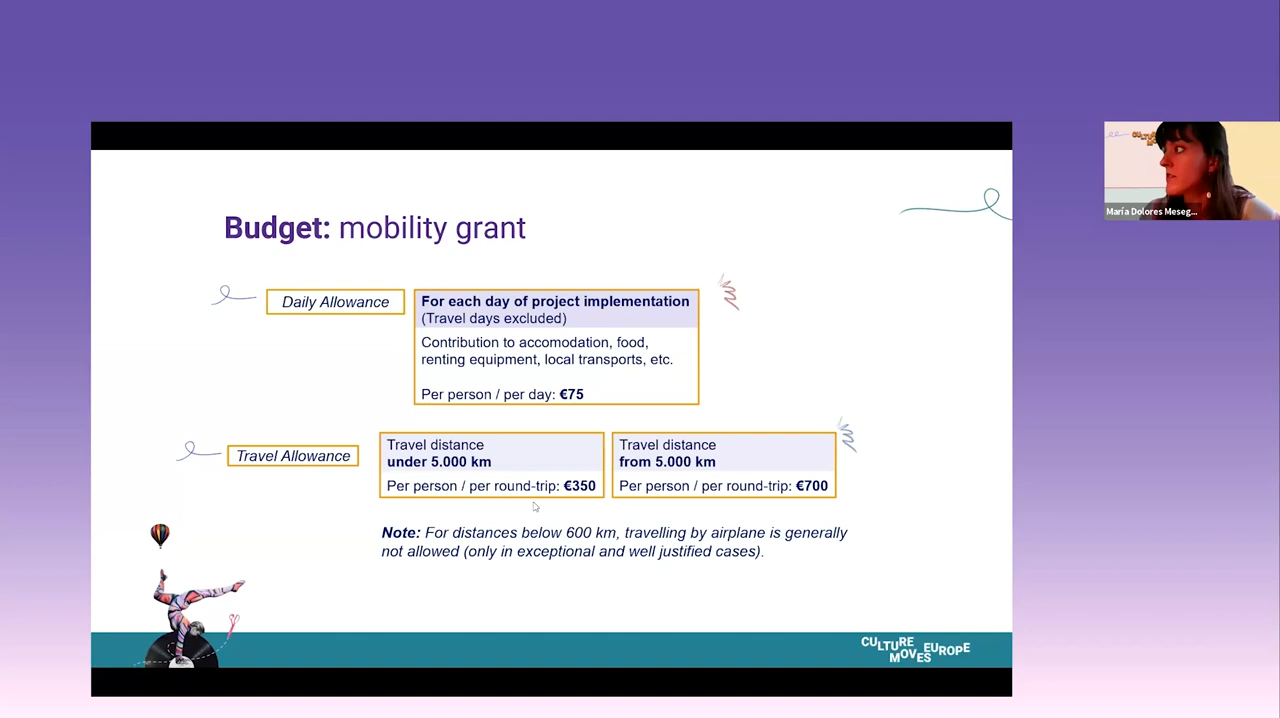 Budget: mobility grant
Daily Allowance
For each day of project implementation
(Travel days excluded)
Contribution to accomodation, food,
renting equipment, local transports, etc.
Per person / per day: €75
Travel Allowance
Travel distance
under 5.000 km
Per person / per round-trip: €350
Travel distance
from 5.000 km
Per person / per round-trip: €700
Note: For distances below 600 km, travelling by airplane is generally
not allowed (only in exceptional and well justified cases).
CULTURE
MOVES EUROPE
María Dolores Meseg...